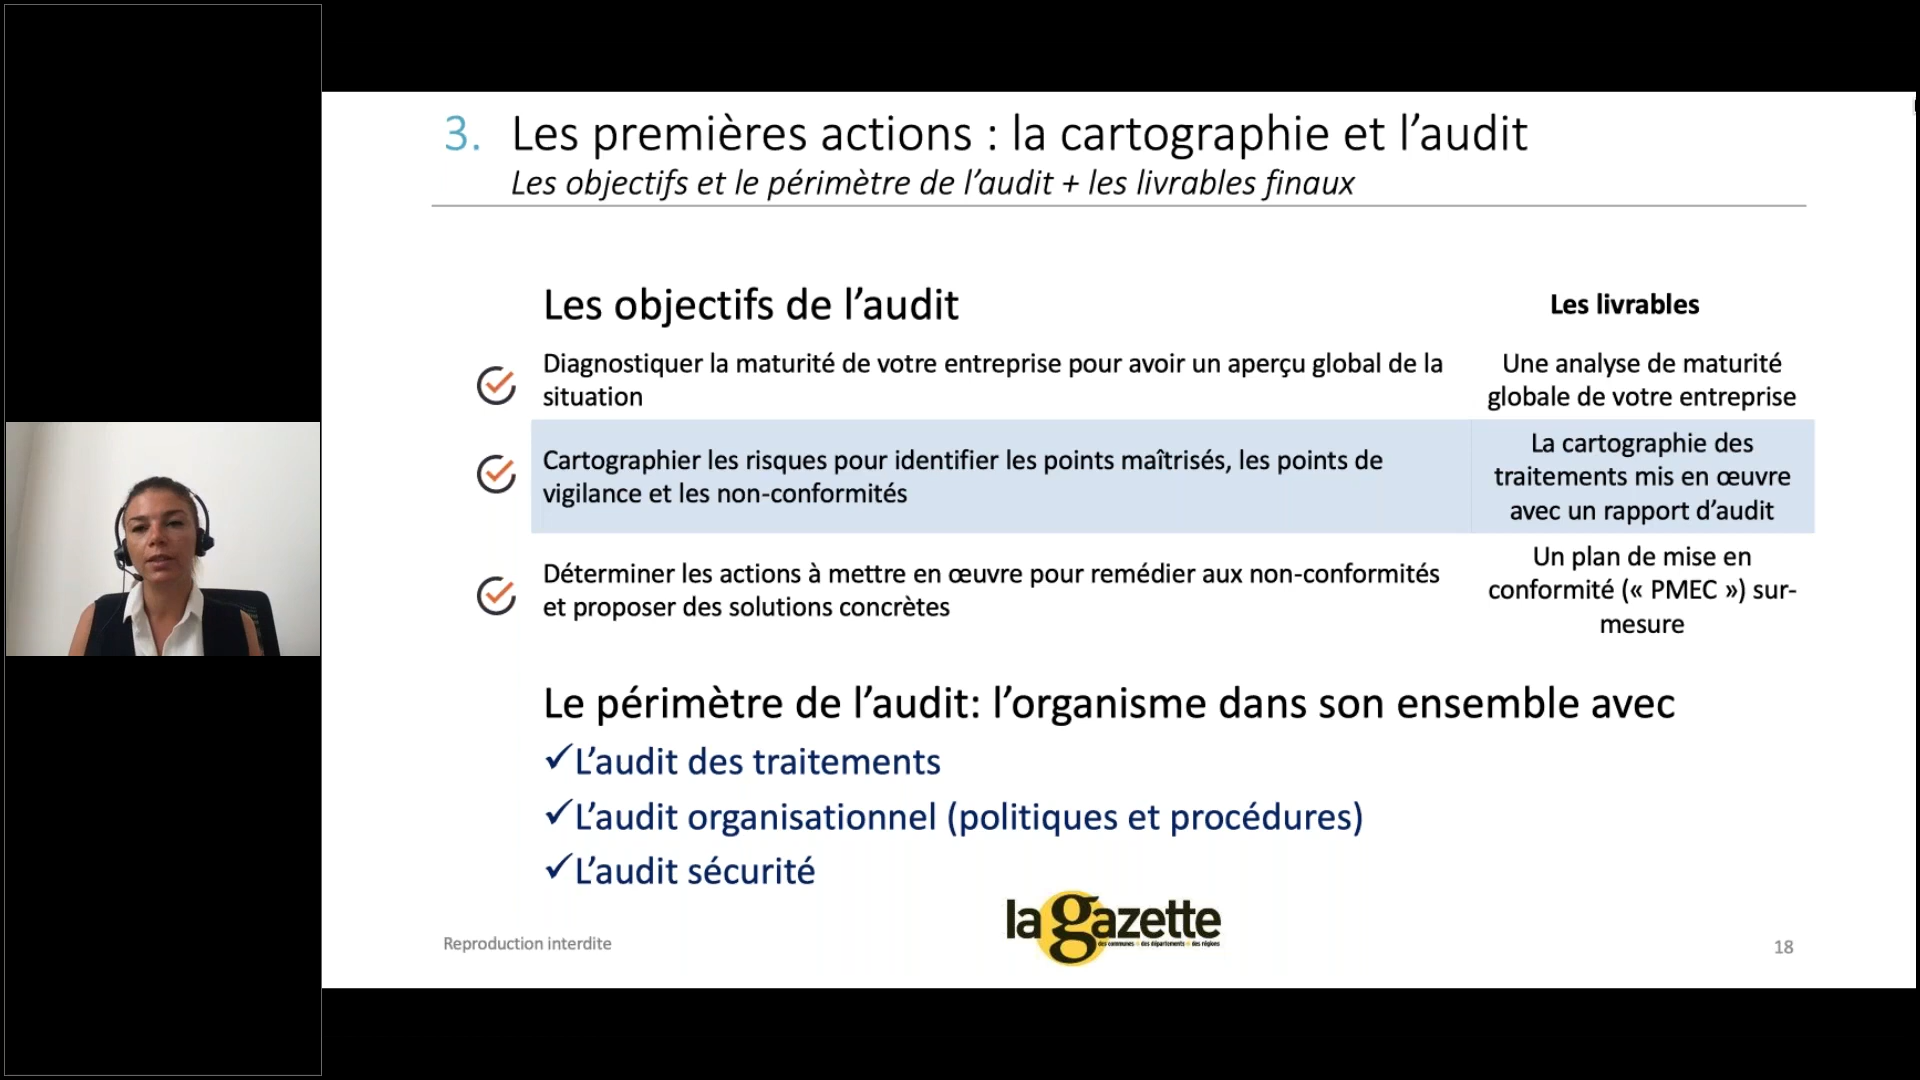 3. Les premières actions : la cartographie et l’audit
Les objectifs et le périmètre de l’audit + les livrables finaux
Les objectifs de l’audit
Les livrables
Diagnostiquer la maturité de votre entreprise pour avoir un aperçu global de la
situation
Une analyse de maturité
globale de votre entreprise
Cartographier les risques pour identifier les points maîtrisés, les points de
vigilance et les non-conformités
La cartographie des
traitements mis en œuvre
avec un rapport d’audit
Déterminer les actions à mettre en œuvre pour remédier aux non-conformités
et proposer des solutions concrètes
Un plan de mise en
conformité (« PMEC ») sur-
mesure
Le périmètre de l’audit: l’organisme dans son ensemble avec
✓L’audit des traitements
✓L’audit organisationnel (politiques et procédures)
✓L’audit sécurité
la gazette
des communes • des départements • des régions
Reproduction interdite
18